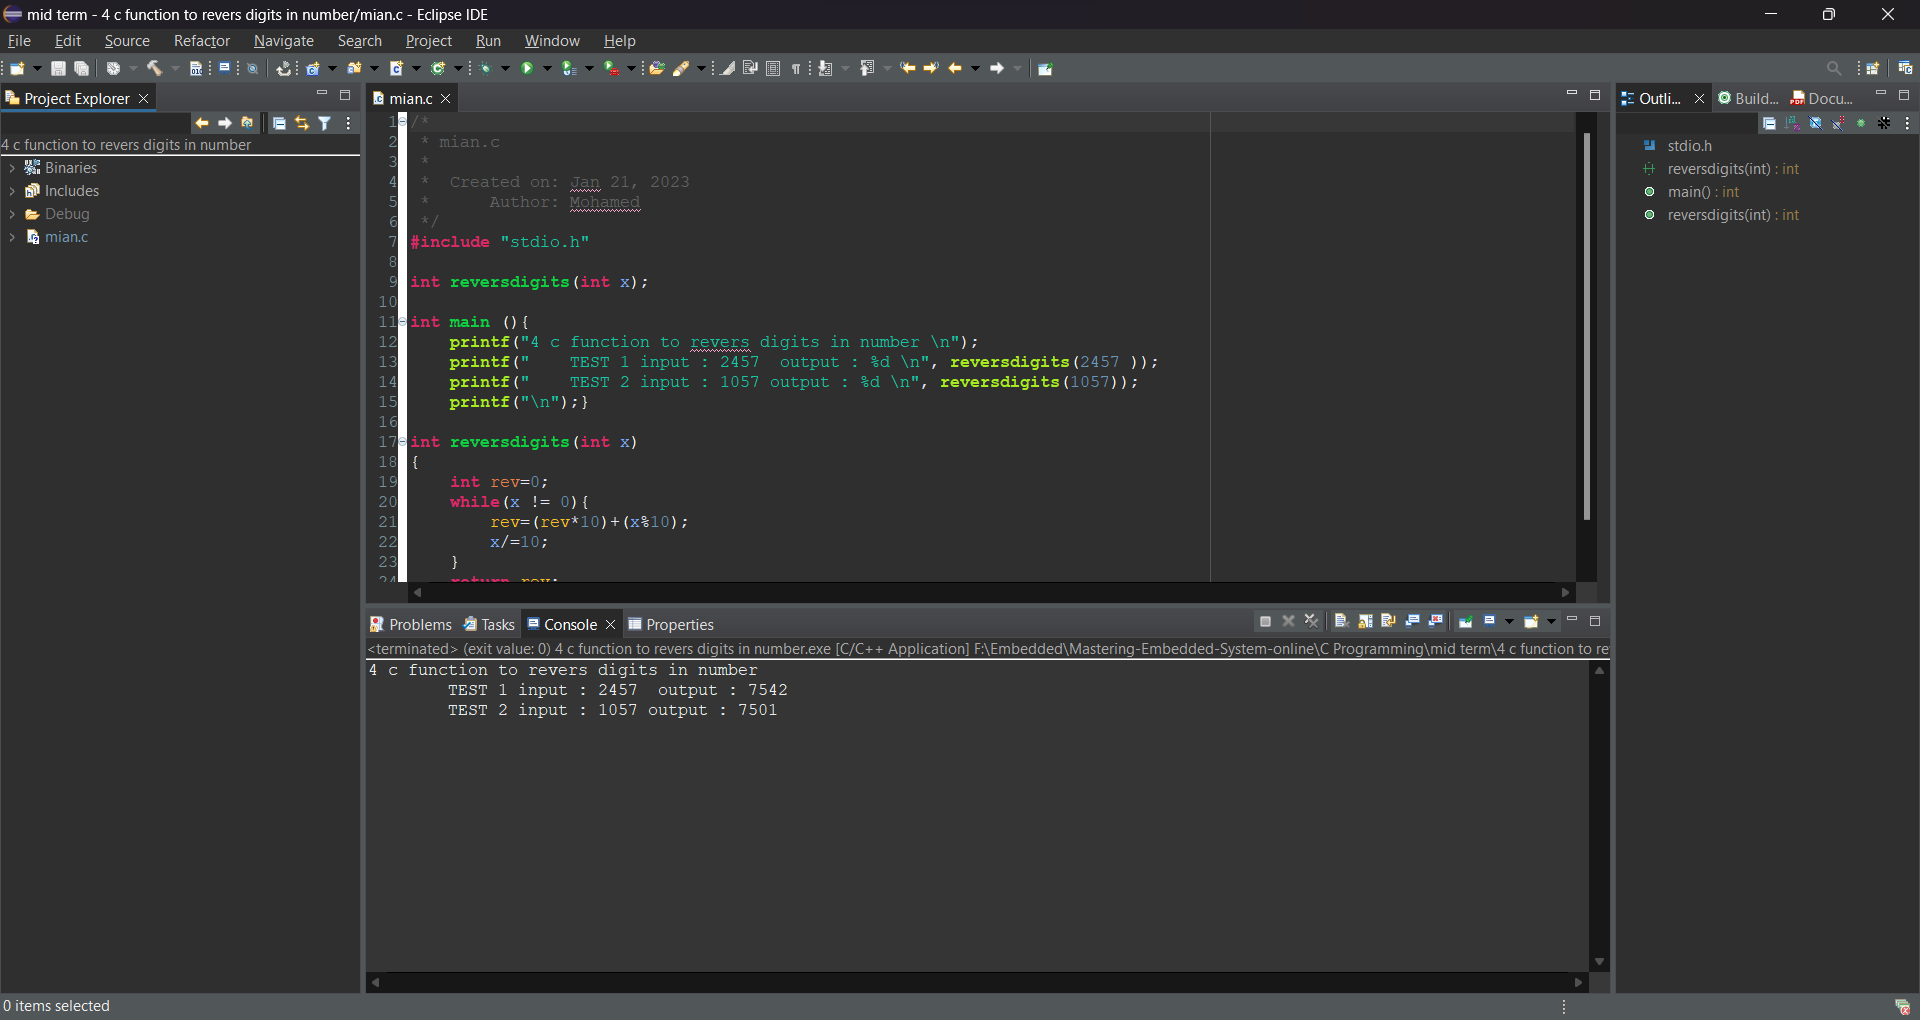 mid term - 4 c function to revers digits in number/mian.c - Eclipse IDE
File Edit Source Refactor Navigate Search Project Run Window Help
Project Explorer
4 c function to revers digits in number
Binaries
Includes
Debug
mian.c
mian.c
1 /*
2  * mian.c
3  *
4  *  Created on: Jan 21, 2023
5  *      Author: Mohamed
6  */
7 #include "stdio.h"
8
9 int reversdigits(int x);
10
11 int main (){
12     printf("4 c function to revers digits in number \n");
13     printf("    TEST 1 input : 2457  output : %d \n", reversdigits(2457 ));
14     printf("    TEST 2 input : 1057 output : %d \n", reversdigits(1057));
15     printf("\n");}
16
17 int reversdigits(int x)
18 {
19     int rev=0;
20     while(x != 0){
21         rev=(rev*10)+(x%10);
22         x/=10;
23     }
24     return rev;
Problems Tasks Console Properties
<terminated> (exit value: 0) 4 c function to revers digits in number.exe [C/C++ Application] F:\Embedded\Mastering-Embedded-System-online\C Programming\mid term\4 c function to re
4 c function to revers digits in number
        TEST 1 input : 2457  output : 7542
        TEST 2 input : 1057 output : 7501
Outli... Build... Docu...
stdio.h
reversdigits(int) : int
main() : int
reversdigits(int) : int
0 items selected